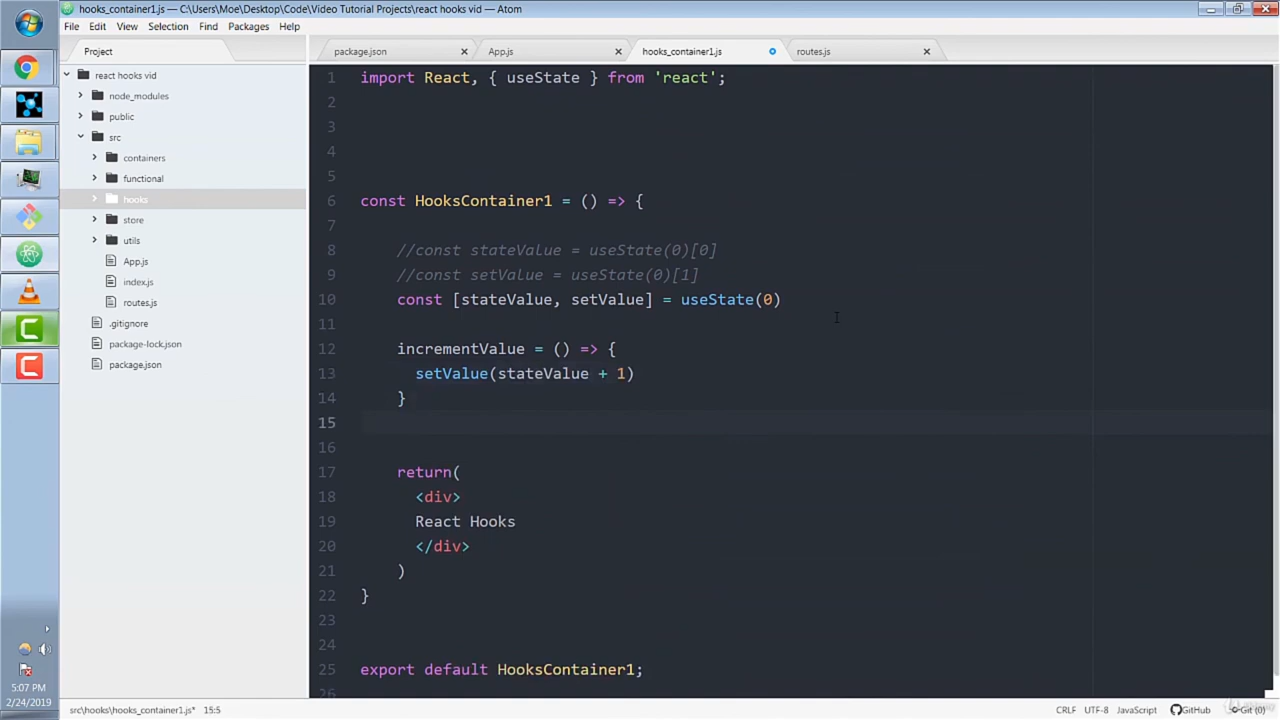 hooks_container1.js — C:\Users\Moe\Desktop\Code\Video Tutorial Projects\react hooks vid — Atom
File Edit View Selection Find Packages Help
Project
package.json App.js hooks_container1.js routes.js
react hooks vid
node_modules
public
src
containers
functional
hooks
store
utils
App.js
index.js
routes.js
.gitignore
package-lock.json
package.json
1 import React, { useState } from 'react';
2
3
4
5
6 const HooksContainer1 = () => {
7
8 //const stateValue = useState(0)[0]
9 //const setValue = useState(0)[1]
10 const [stateValue, setValue] = useState(0)
11
12 incrementValue = () => {
13 setValue(stateValue + 1)
14 }
15
16
17 return(
18 <div>
19 React Hooks
20 </div>
21 )
22 }
23
24
25 export default HooksContainer1;
26
5:07 PM
2/24/2019
src\hooks\hooks_container1.js* 15:5
CRLF UTF-8 JavaScript GitHub Git (0)